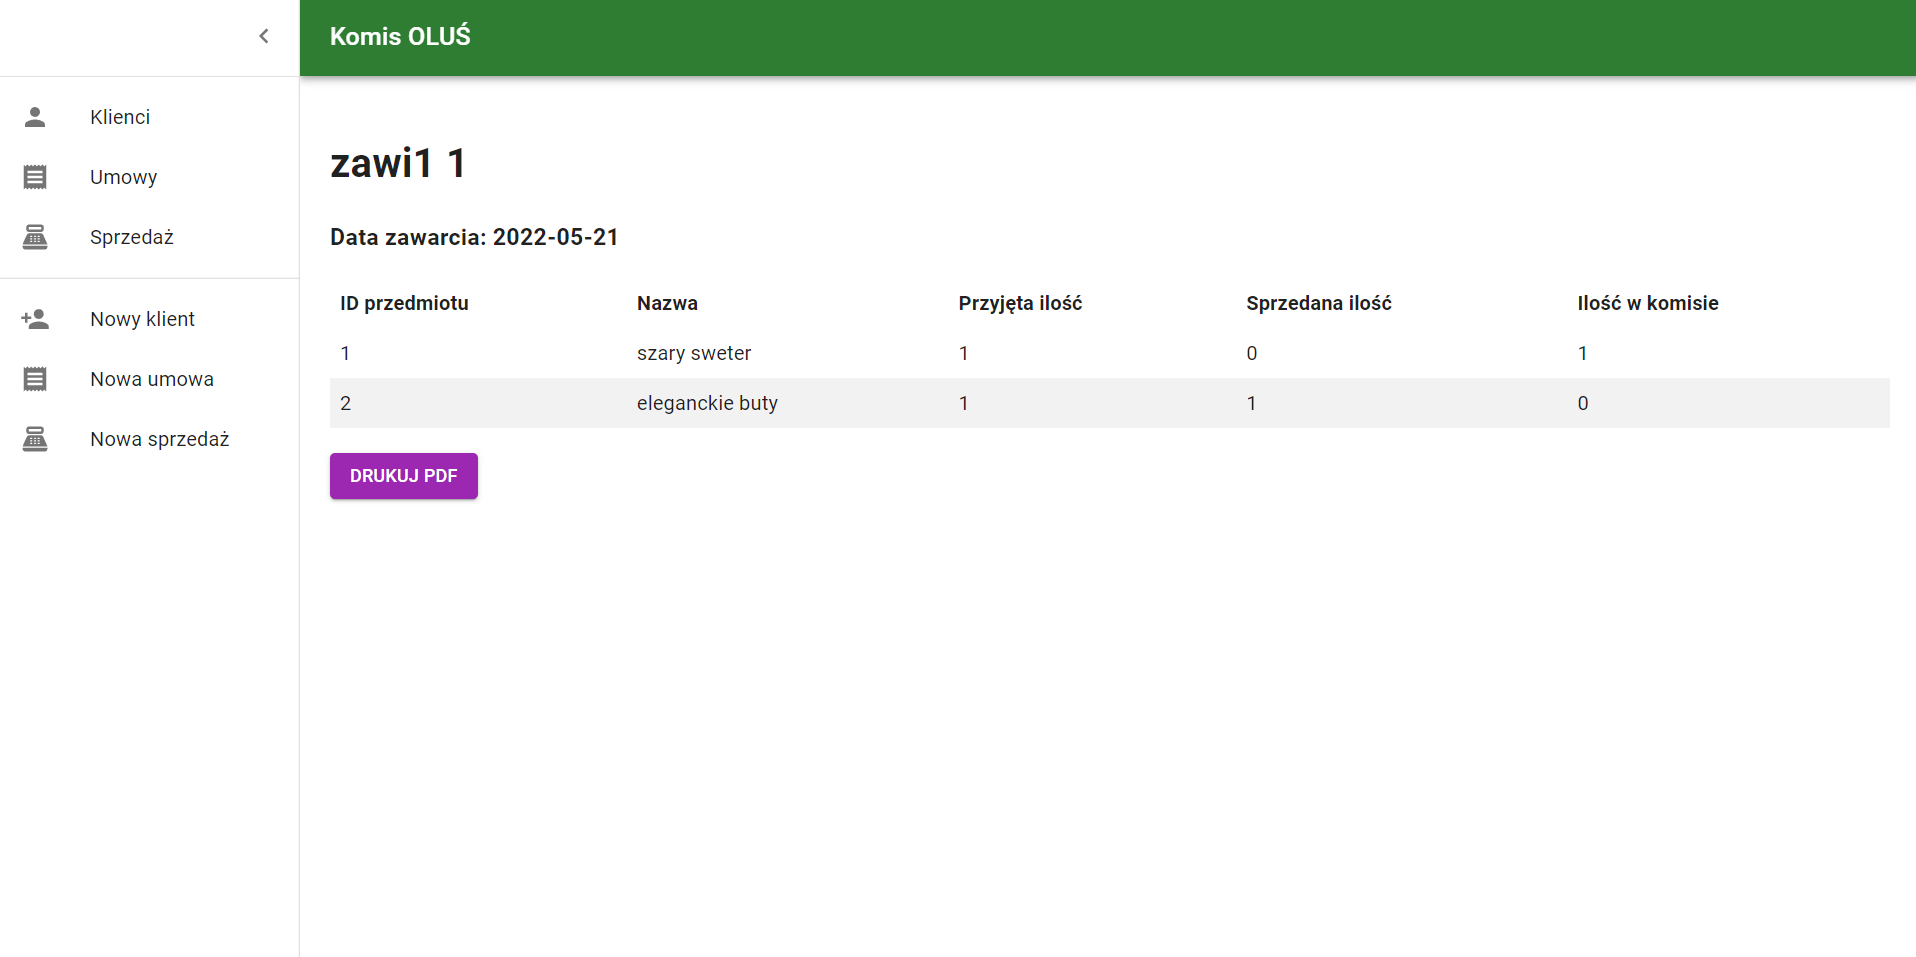 Komis OLUŚ
Klienci
Umowy
Sprzedaż
Nowy klient
Nowa umowa
Nowa sprzedaż
zawi1 1
Data zawarcia: 2022-05-21
ID przedmiotu Nazwa Przyjęta ilość Sprzedana ilość Ilość w komisie
1 szary sweter 1 0 1
2 eleganckie buty 1 1 0
DRUKUJ PDF